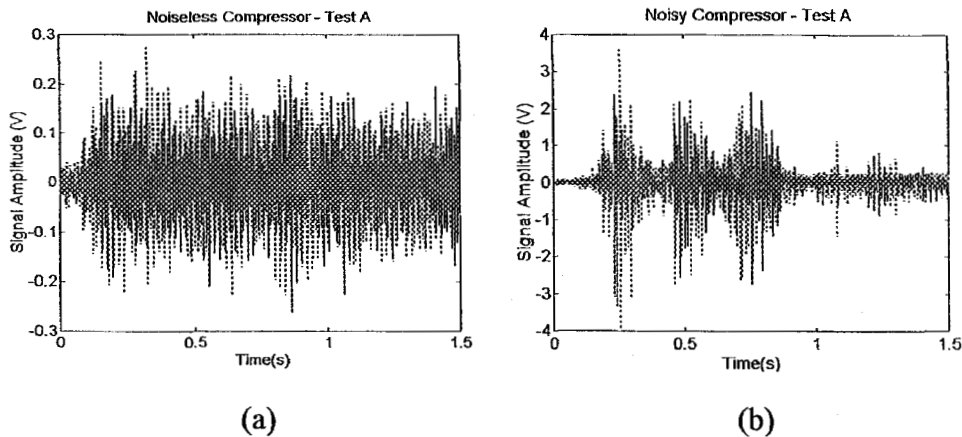 Noiseless Compressor - Test A
0.3
0.2
0.1
0
-0.1
-0.2
-0.3
Signal Amplitude (V)
0 0.5 1 1.5
Time(s)
(a)
Noisy Compressor - Test A
4
3
2
1
0
-1
-2
-3
-4
Signal Amplitude (V)
0 0.5 1 1.5
Time(s)
(b)